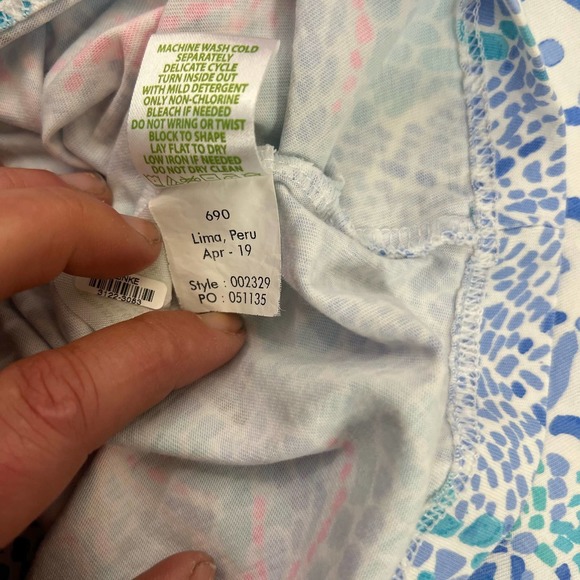 MACHINE WASH COLD
SEPARATELY
DELICATE CYCLE
TURN INSIDE OUT
WITH MILD DETERGENT
ONLY NON-CHLORINE
BLEACH IF NEEDED
DO NOT WRING OR TWIST
BLOCK TO SHAPE
LAY FLAT TO DRY
LOW IRON IF NEEDED
DO NOT DRY CLEAN
690
Lima, Peru
Apr - 19
Style : 002329
PO : 051135
3122-3083